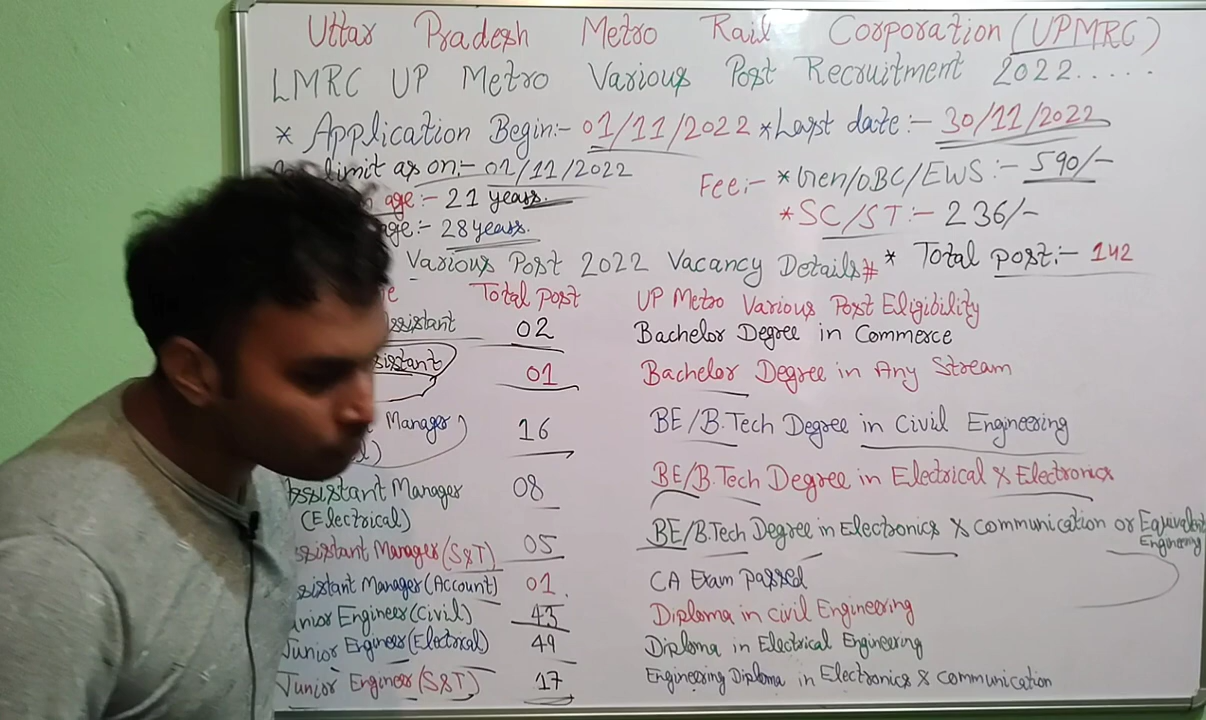 Uttar Pradesh Metro Rail Corporation (UPMRC)
LMRC UP Metro Various Post Recruitment 2022.....
* Application Begin:- 01/11/2022 * Last date:- 30/11/2022
limit as on:- 01/11/2022
Fee:- * Gen/OBC/EWS:- 590/-
age:- 21 years.
* SC/ST:- 236/-
ge:- 28 years.
Various Post 2022 Vacancy Details# * Total post:- 142
e Total post UP Metro Various Post Eligibility
ssistant 02 Bachelor Degree in Commerce
sistant 01 Bachelor Degree in Any Stream
Manager 16 BE/B.Tech Degree in Civil Engineering
l)
Assistant Manager 08 BE/B.Tech Degree in Electrical & Electronics
(Electrical)
BE/B.Tech Degree in Electronics & communication or Equivalent Engineering
ssistant Manager (S&T) 05
ssistant Manager (Account) 01. CA Exam passed
unior Engineer (Civil) 43 Diploma in civil Engineering
Junior Engineer (Electrical) 49 Diploma in Electrical Engineering
Junior Engineer (S&T) 17 Engineering Diploma in Electronics & communication